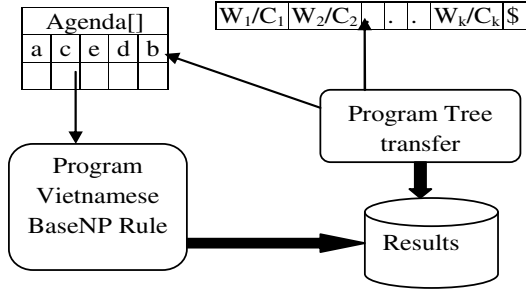 Agenda[]
a c e d b
W1/C1 W2/C2 . . . Wk/Ck $
Program Tree
transfer
Program
Vietnamese
BaseNP Rule
Results